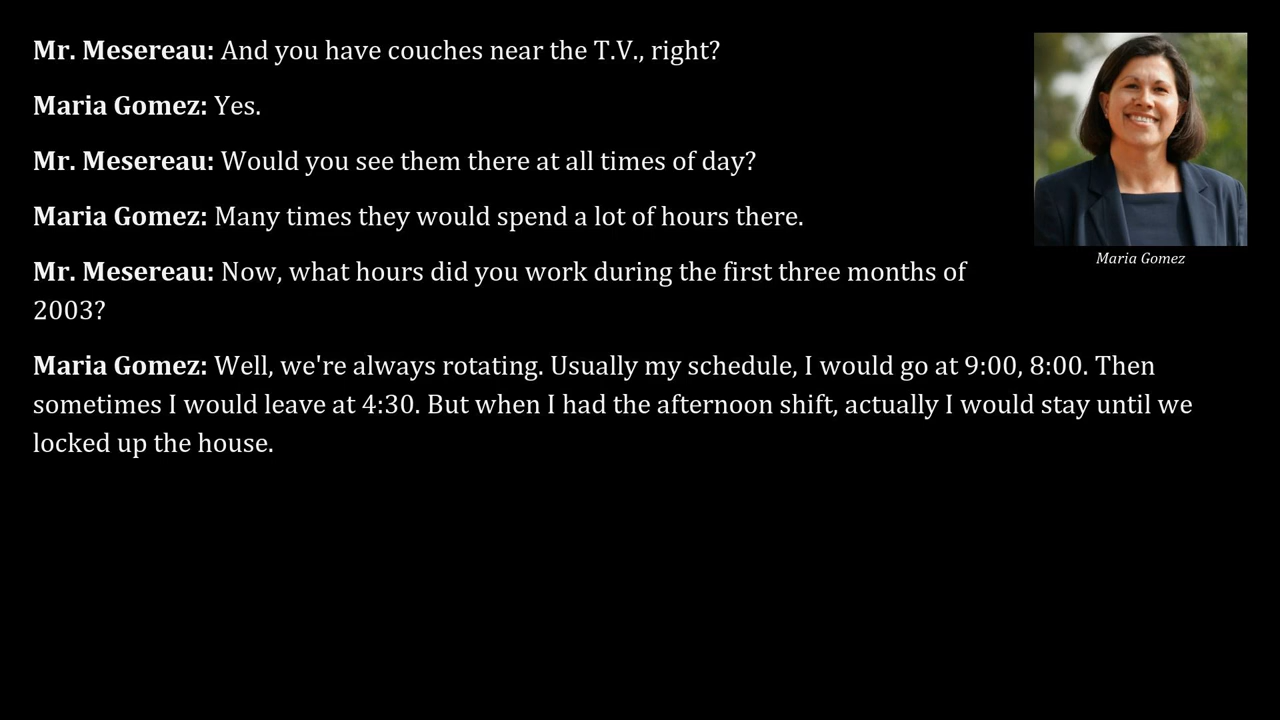 Mr. Mesereau: And you have couches near the T.V., right?
Maria Gomez: Yes.
Mr. Mesereau: Would you see them there at all times of day?
Maria Gomez: Many times they would spend a lot of hours there.
Mr. Mesereau: Now, what hours did you work during the first three months of
2003?
Maria Gomez
Maria Gomez: Well, we're always rotating. Usually my schedule, I would go at 9:00, 8:00. Then
sometimes I would leave at 4:30. But when I had the afternoon shift, actually I would stay until we
locked up the house.